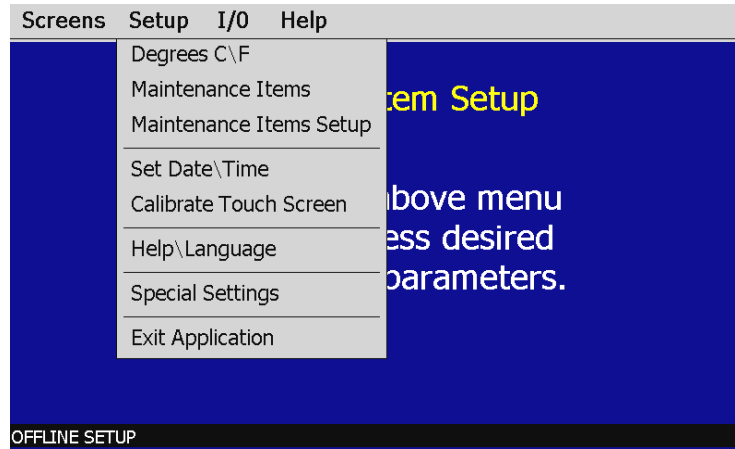 Screens Setup I/0 Help
Degrees C\F
Maintenance Items
Maintenance Items Setup
Set Date\Time
Calibrate Touch Screen
Help\Language
Special Settings
Exit Application
tem Setup
above menu
ess desired
parameters.
OFFLINE SETUP